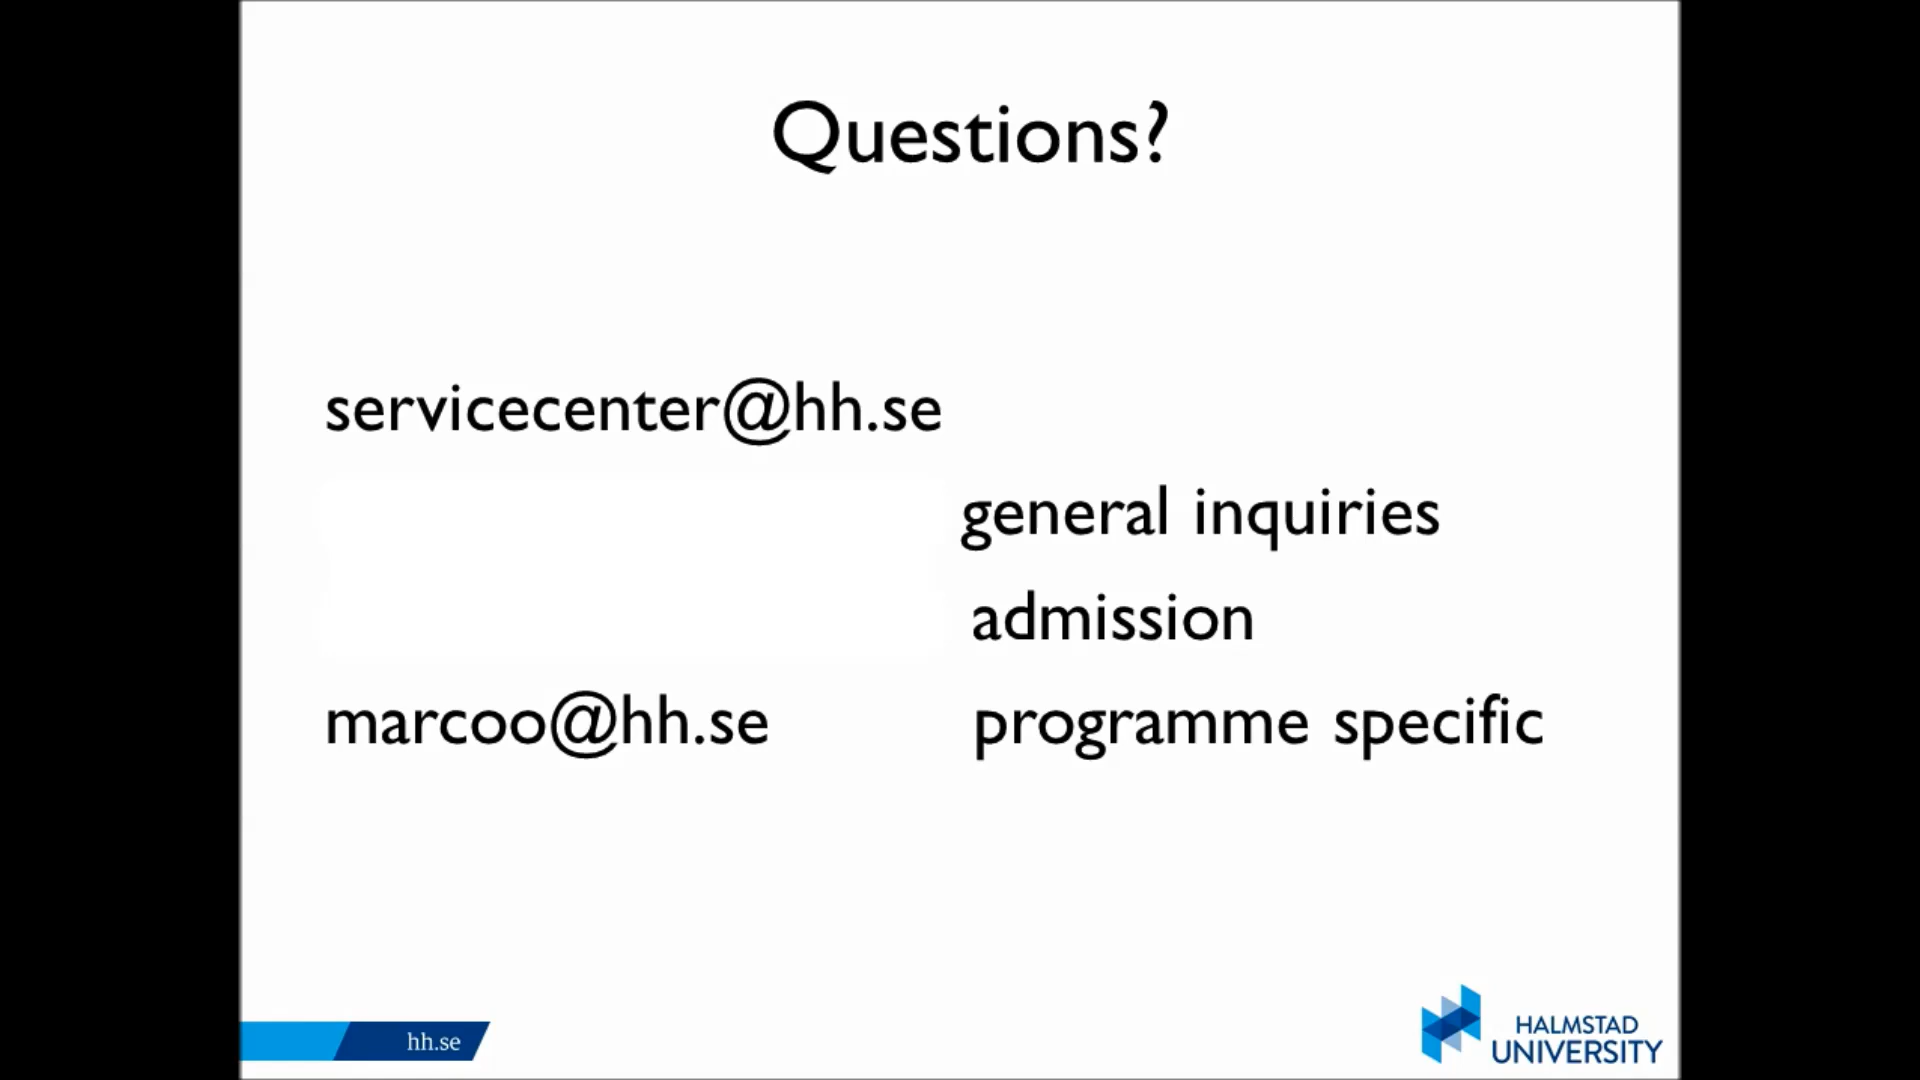 Questions?
servicecenter@hh.se
general inquiries
admission
marcoo@hh.se programme specific
hh.se
HALMSTAD
UNIVERSITY